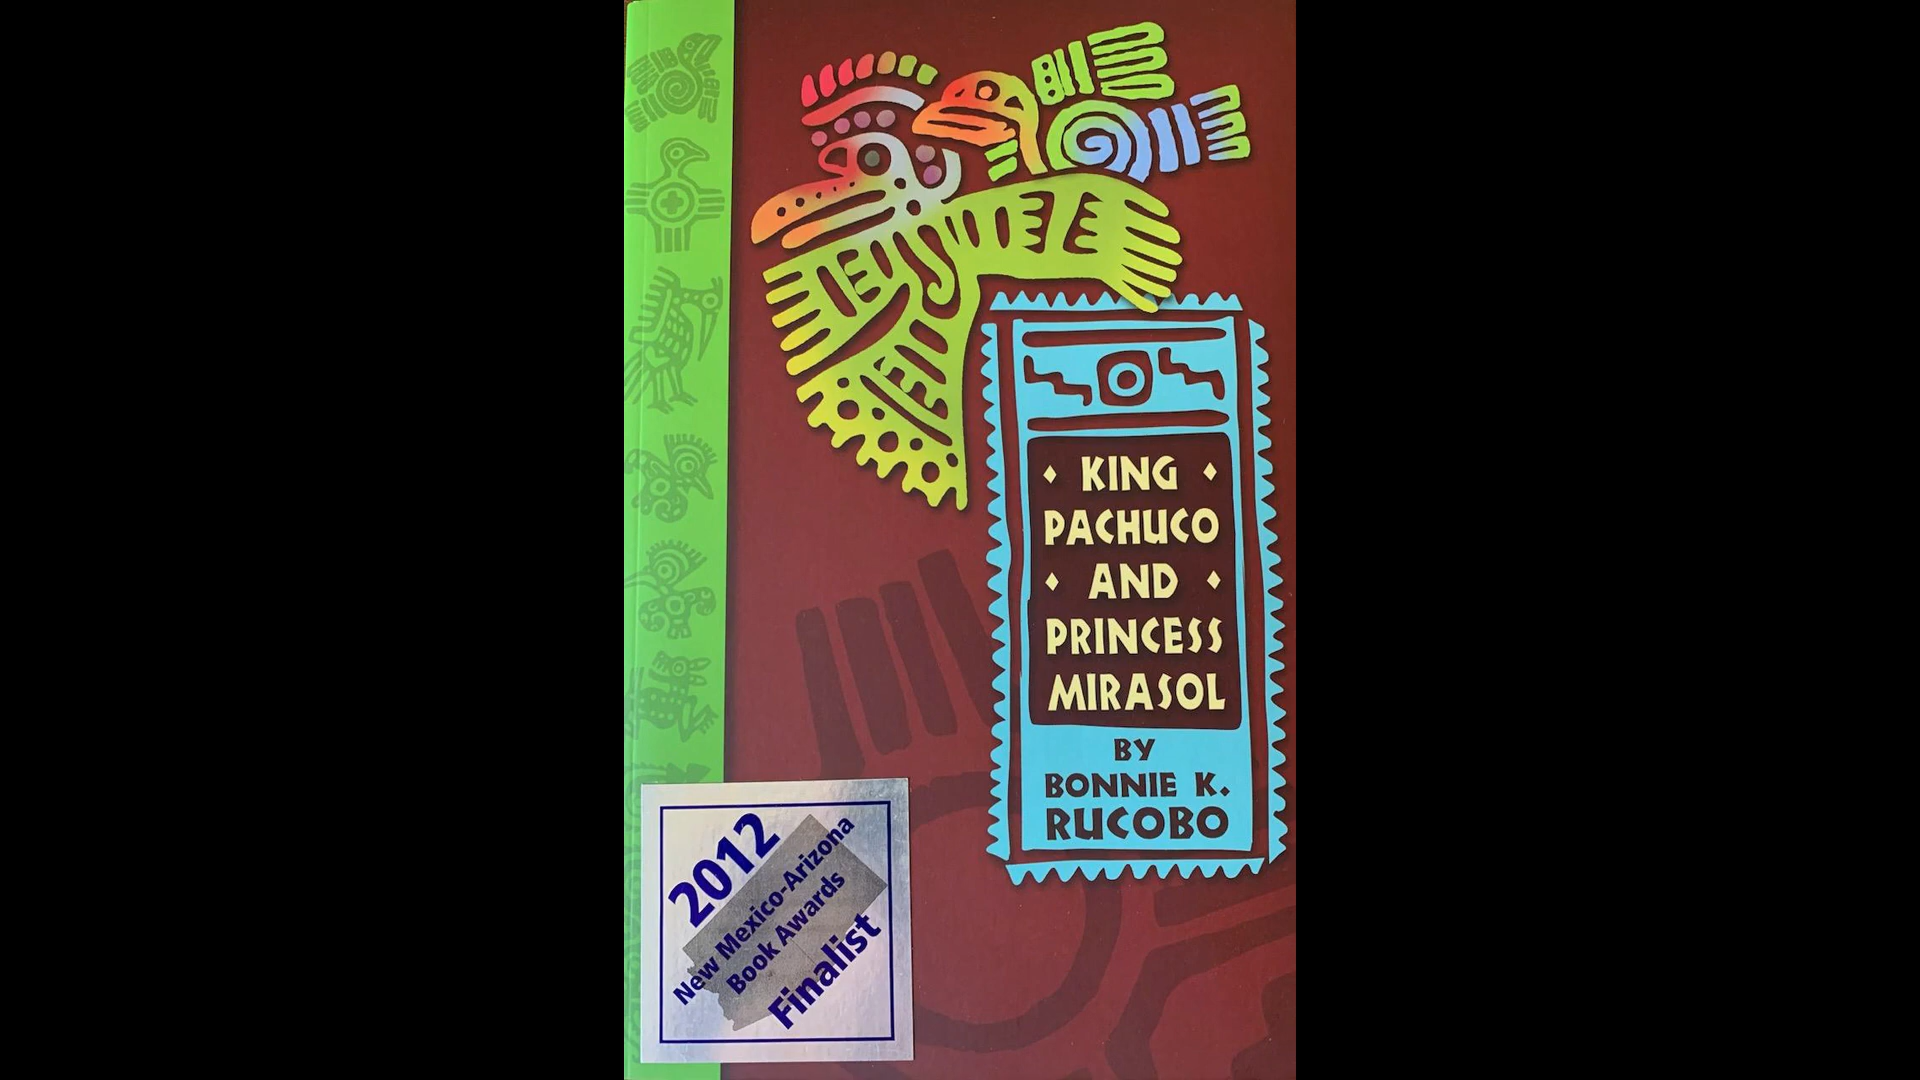 KING
PACHUCO
AND
PRINCESS
MIRASOL
BY
BONNIE K.
RUCOBO
2012
New Mexico-Arizona
Book Awards
Finalist